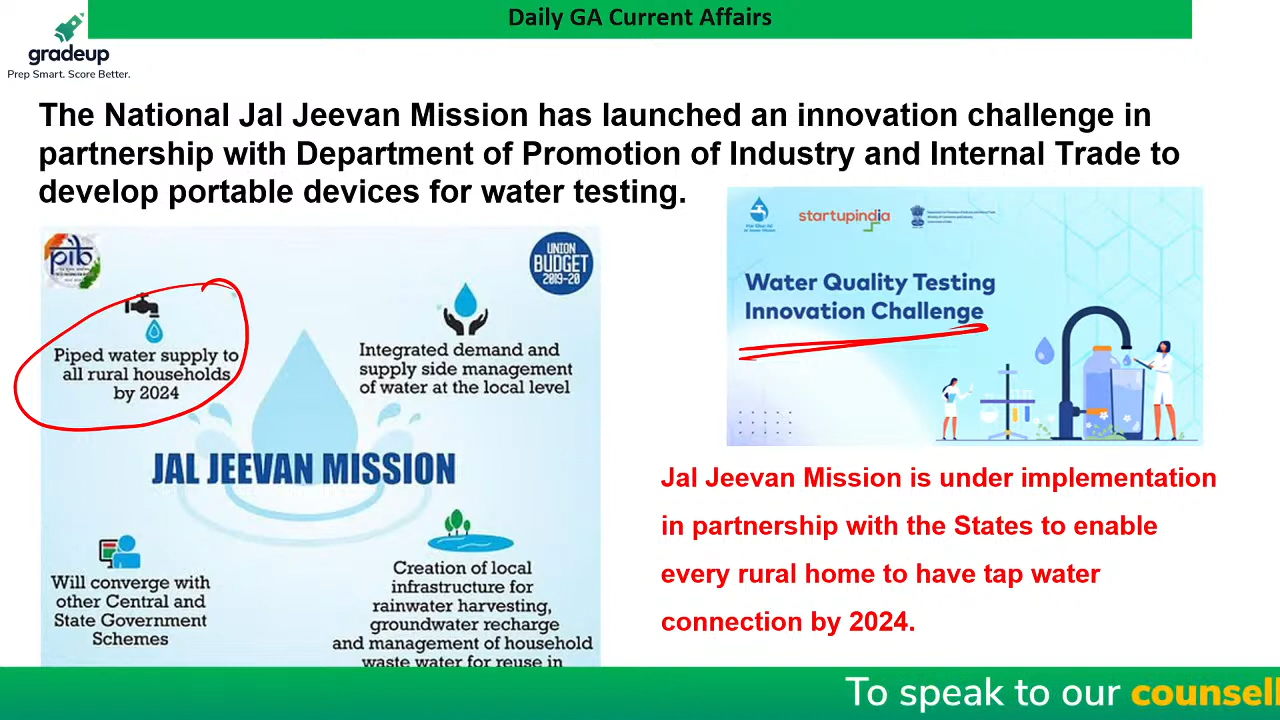 Daily GA Current Affairs
gradeup
Prep Smart. Score Better.
The National Jal Jeevan Mission has launched an innovation challenge in
partnership with Department of Promotion of Industry and Internal Trade to
develop portable devices for water testing.
pib
UNION
BUDGET
2019-20
Piped water supply to
all rural households
by 2024
Integrated demand and
supply side management
of water at the local level
JAL JEEVAN MISSION
Will converge with
other Central and
State Government
Schemes
Creation of local
infrastructure for
rainwater harvesting,
groundwater recharge
and management of household
waste water for reuse in
startupindia
Water Quality Testing
Innovation Challenge
Jal Jeevan Mission is under implementation
in partnership with the States to enable
every rural home to have tap water
connection by 2024.
To speak to our counsell